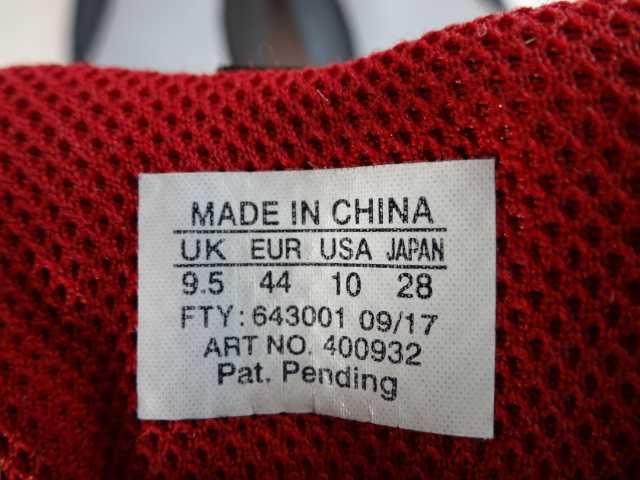 MADE IN CHINA
UK EUR USA JAPAN
9.5 44 10 28
FTY: 643001 09/17
ART NO. 400932
Pat. Pending